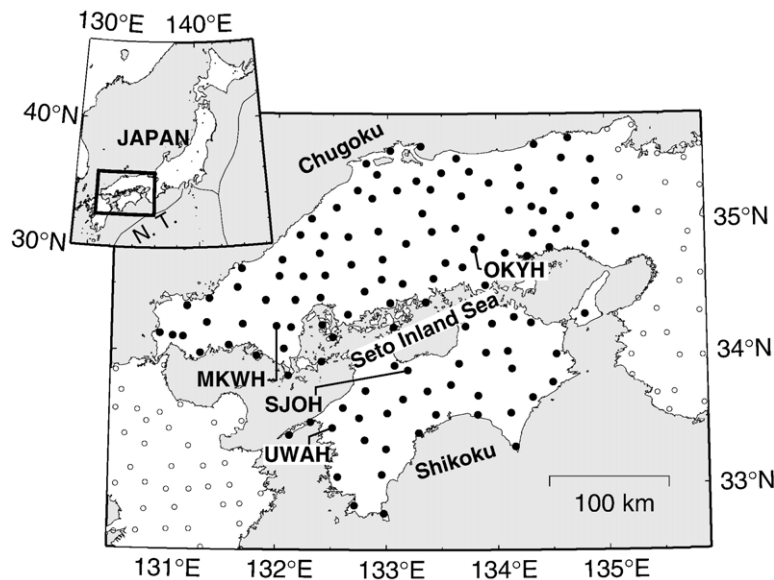 130°E 140°E
40°N
JAPAN
30°N
N.T.
Chugoku
35°N
OKYH
Seto Inland Sea
34°N
MKWH
SJOH
UWAH
Shikoku
33°N
100 km
131°E 132°E 133°E 134°E 135°E